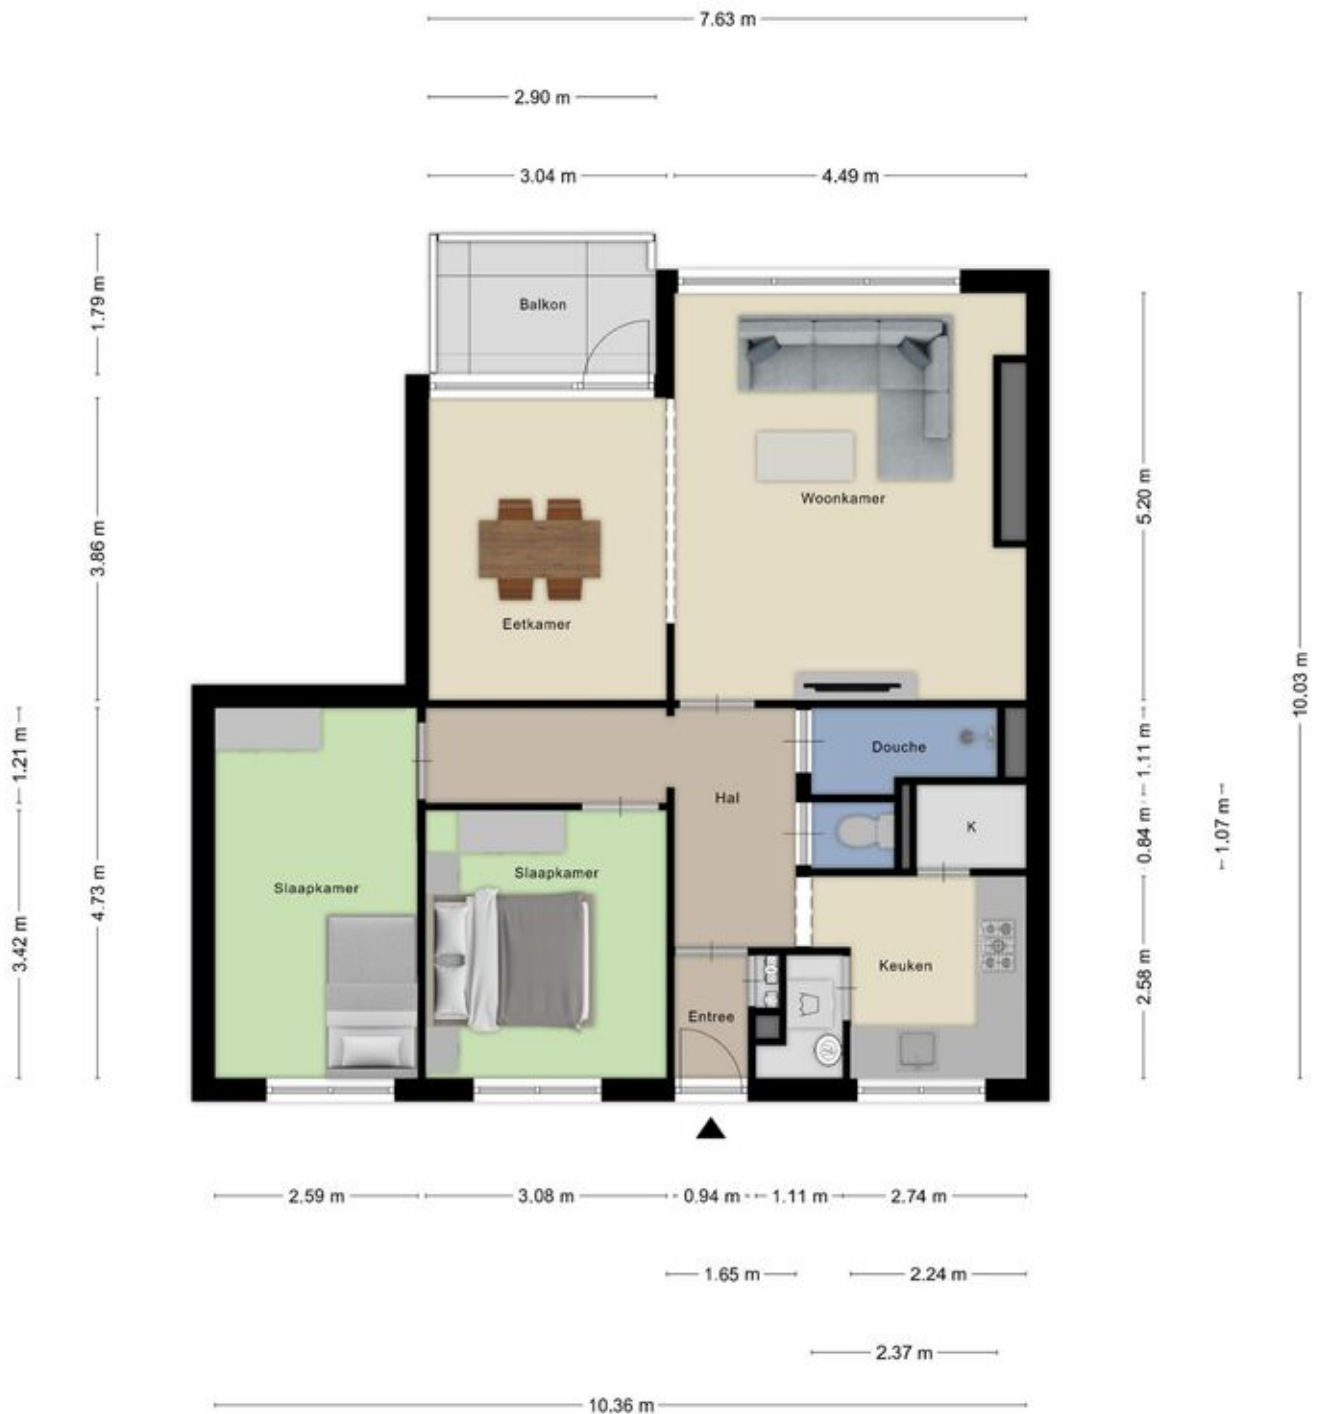 7.63 m
2.90 m
3.04 m
4.49 m
1.79 m
Balkon
3.86 m
5.20 m
Woonkamer
Eetkamer
10.03 m
1.21 m
1.11 m
Douche
Hal
0.84 m
1.07 m
K
4.73 m
Slaapkamer
Slaapkamer
3.42 m
Keuken
2.58 m
Entree
2.59 m
3.08 m
0.94 m
1.11 m
2.74 m
1.65 m
2.24 m
2.37 m
10.36 m